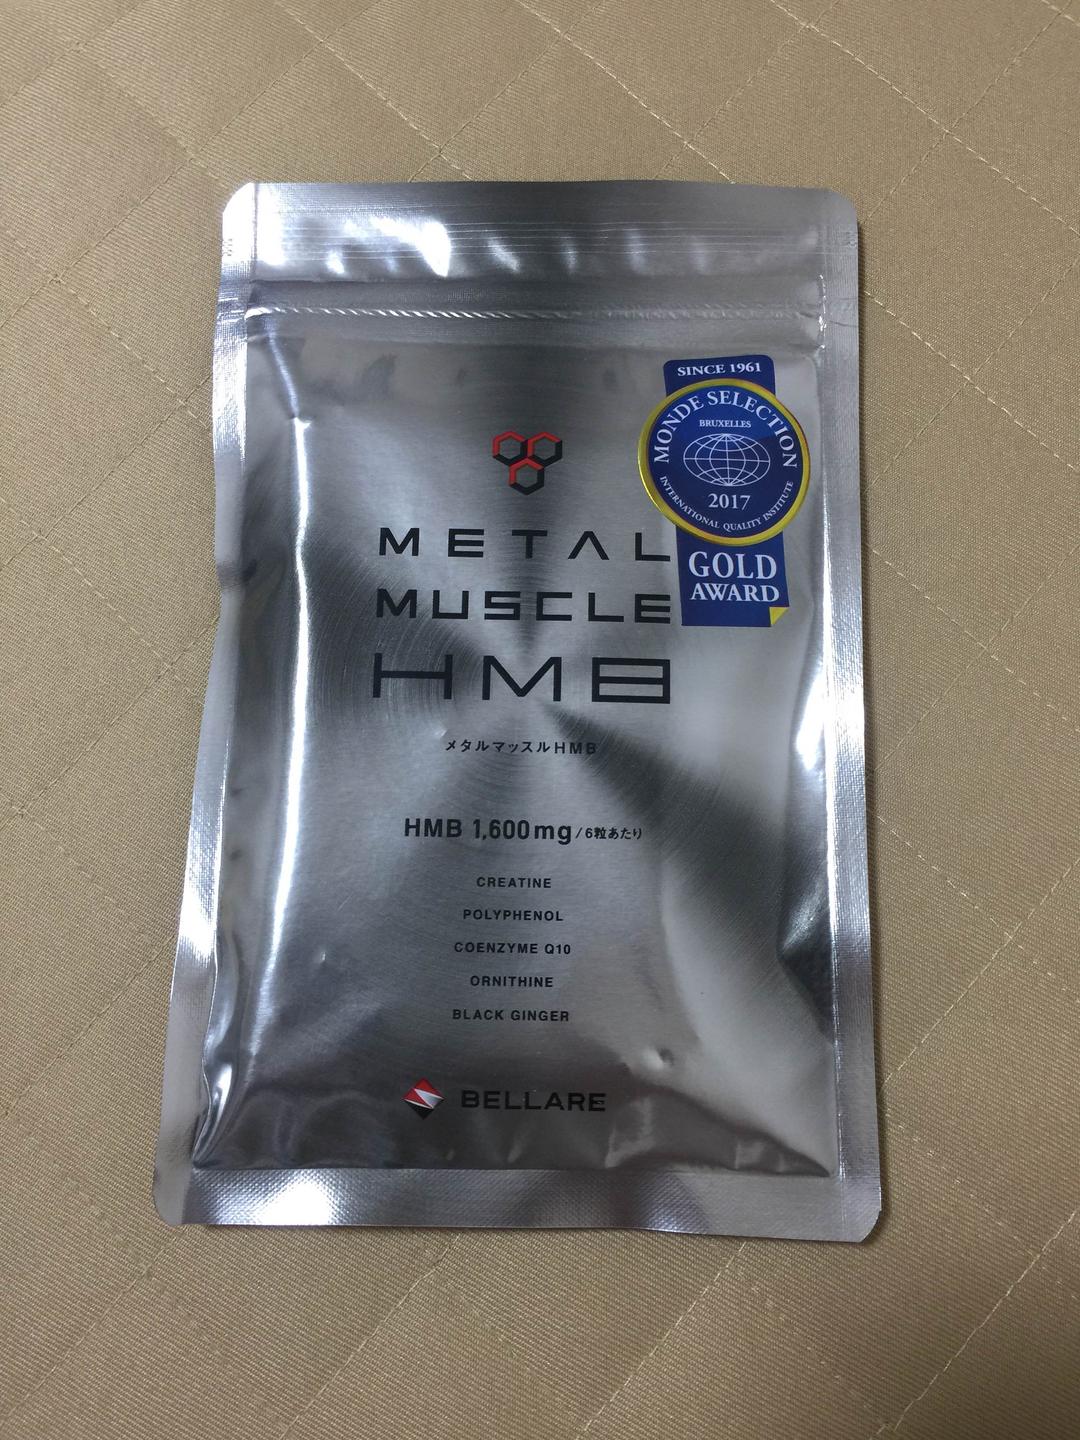 SINCE 1961
MONDE SELECTION
BRUXELLES
2017
INTERNATIONAL QUALITY INSTITUTE
GOLD
AWARD
METAL
MUSCLE
HMB
メタルマッスルHMB
HMB 1,600mg/6粒あたり
CREATINE
POLYPHENOL
COENZYME Q10
ORNITHINE
BLACK GINGER
BELLARE